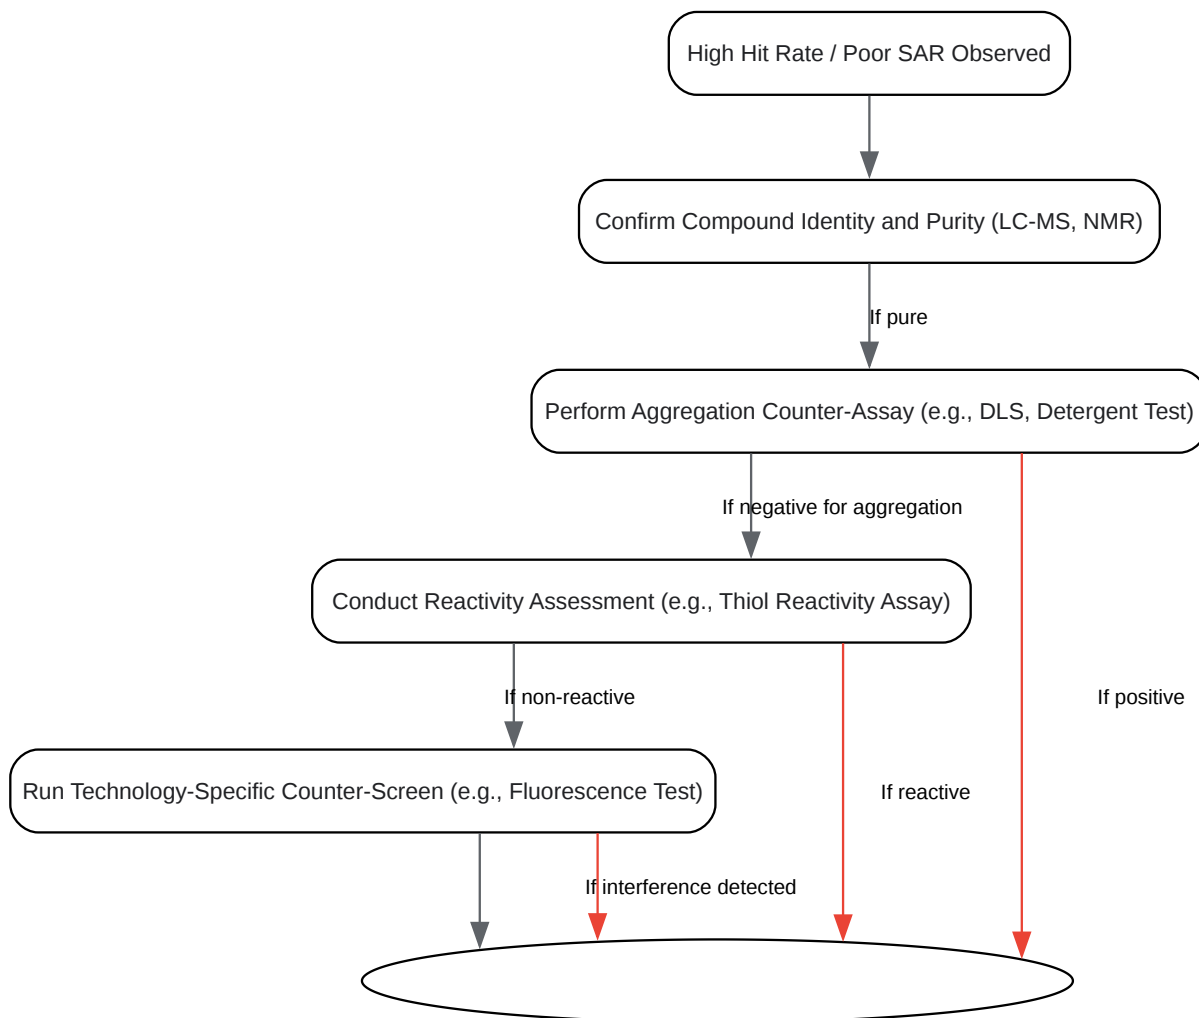 High Hit Rate / Poor SAR Observed
Confirm Compound Identity and Purity (LC-MS, NMR)
If pure
Perform Aggregation Counter-Assay (e.g., DLS, Detergent Test)
If negative for aggregation
Conduct Reactivity Assessment (e.g., Thiol Reactivity Assay)
If non-reactive
If positive
Run Technology-Specific Counter-Screen (e.g., Fluorescence Test)
If reactive
If interference detected